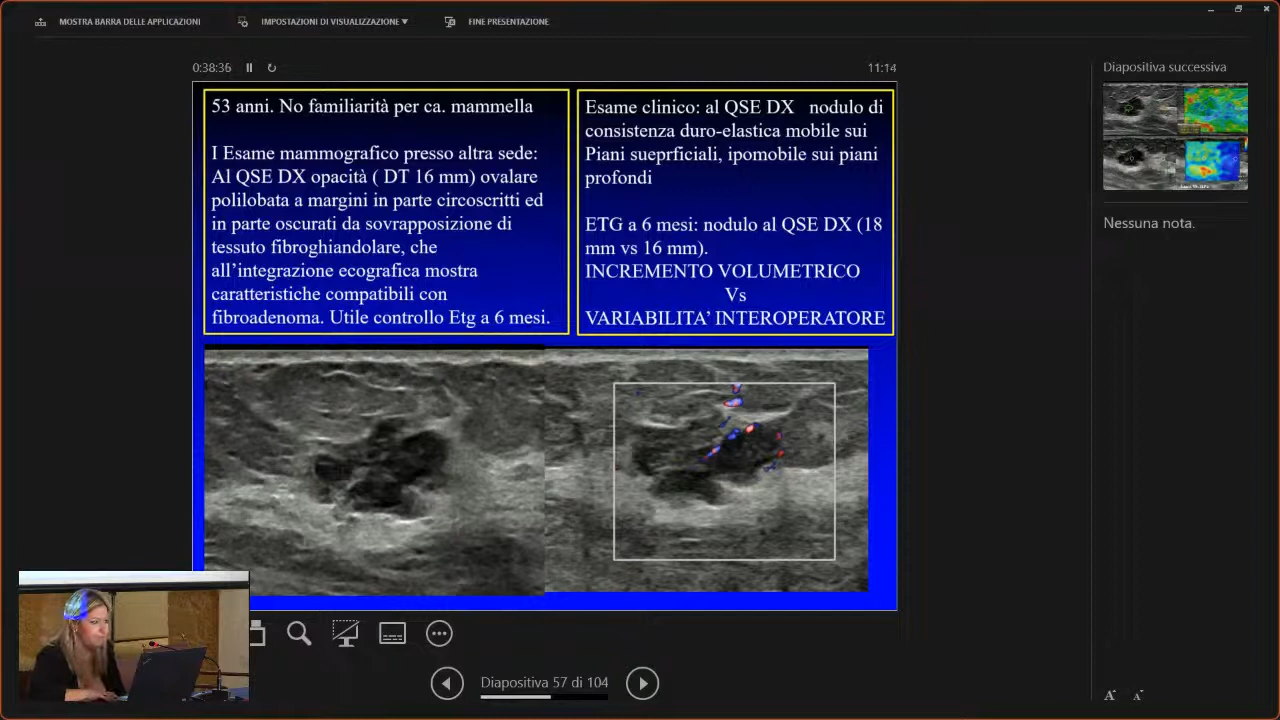 MOSTRA BARRA DELLE APPLICAZIONI
IMPOSTAZIONI DI VISUALIZZAZIONE ▼
FINE PRESENTAZIONE
0:38:36
11:14
53 anni. No familiarità per ca. mammella
I Esame mammografico presso altra sede:
Al QSE DX opacità ( DT 16 mm) ovalare
polilobata a margini in parte circoscritti ed
in parte oscurati da sovrapposizione di
tessuto fibroghiandolare, che
all’integrazione ecografica mostra
caratteristiche compatibili con
fibroadenoma. Utile controllo Etg a 6 mesi.
Esame clinico: al QSE DX nodulo di
consistenza duro-elastica mobile sui
Piani sueprficiali, ipomobile sui piani
profondi
ETG a 6 mesi: nodulo al QSE DX (18
mm vs 16 mm).
INCREMENTO VOLUMETRICO
Vs
VARIABILITA’ INTEROPERATORE
Diapositiva successiva
Nessuna nota.
Diapositiva 57 di 104
A A